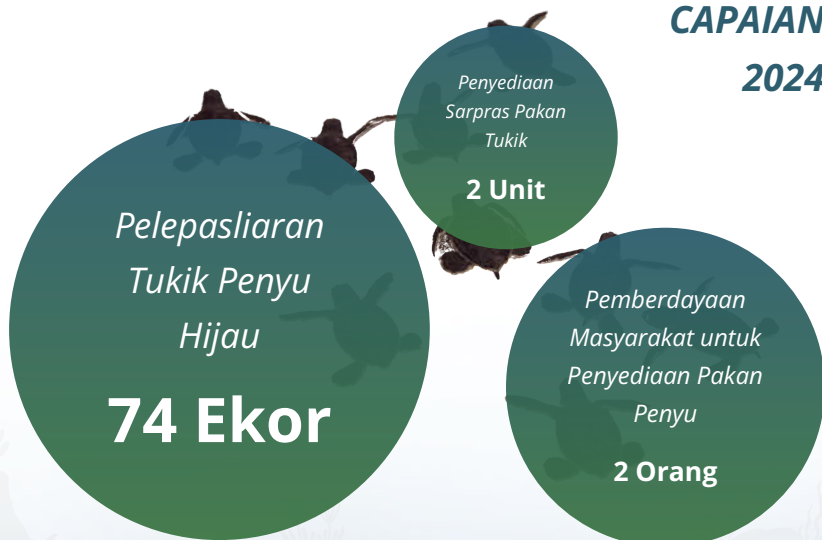 CAPAIAN
2024
Penyediaan
Sarpras Pakan
Tukik
2 Unit
Pelepasliaran
Tukik Penyu
Hijau
74 Ekor
Pemberdayaan
Masyarakat untuk
Penyediaan Pakan
Penyu
2 Orang